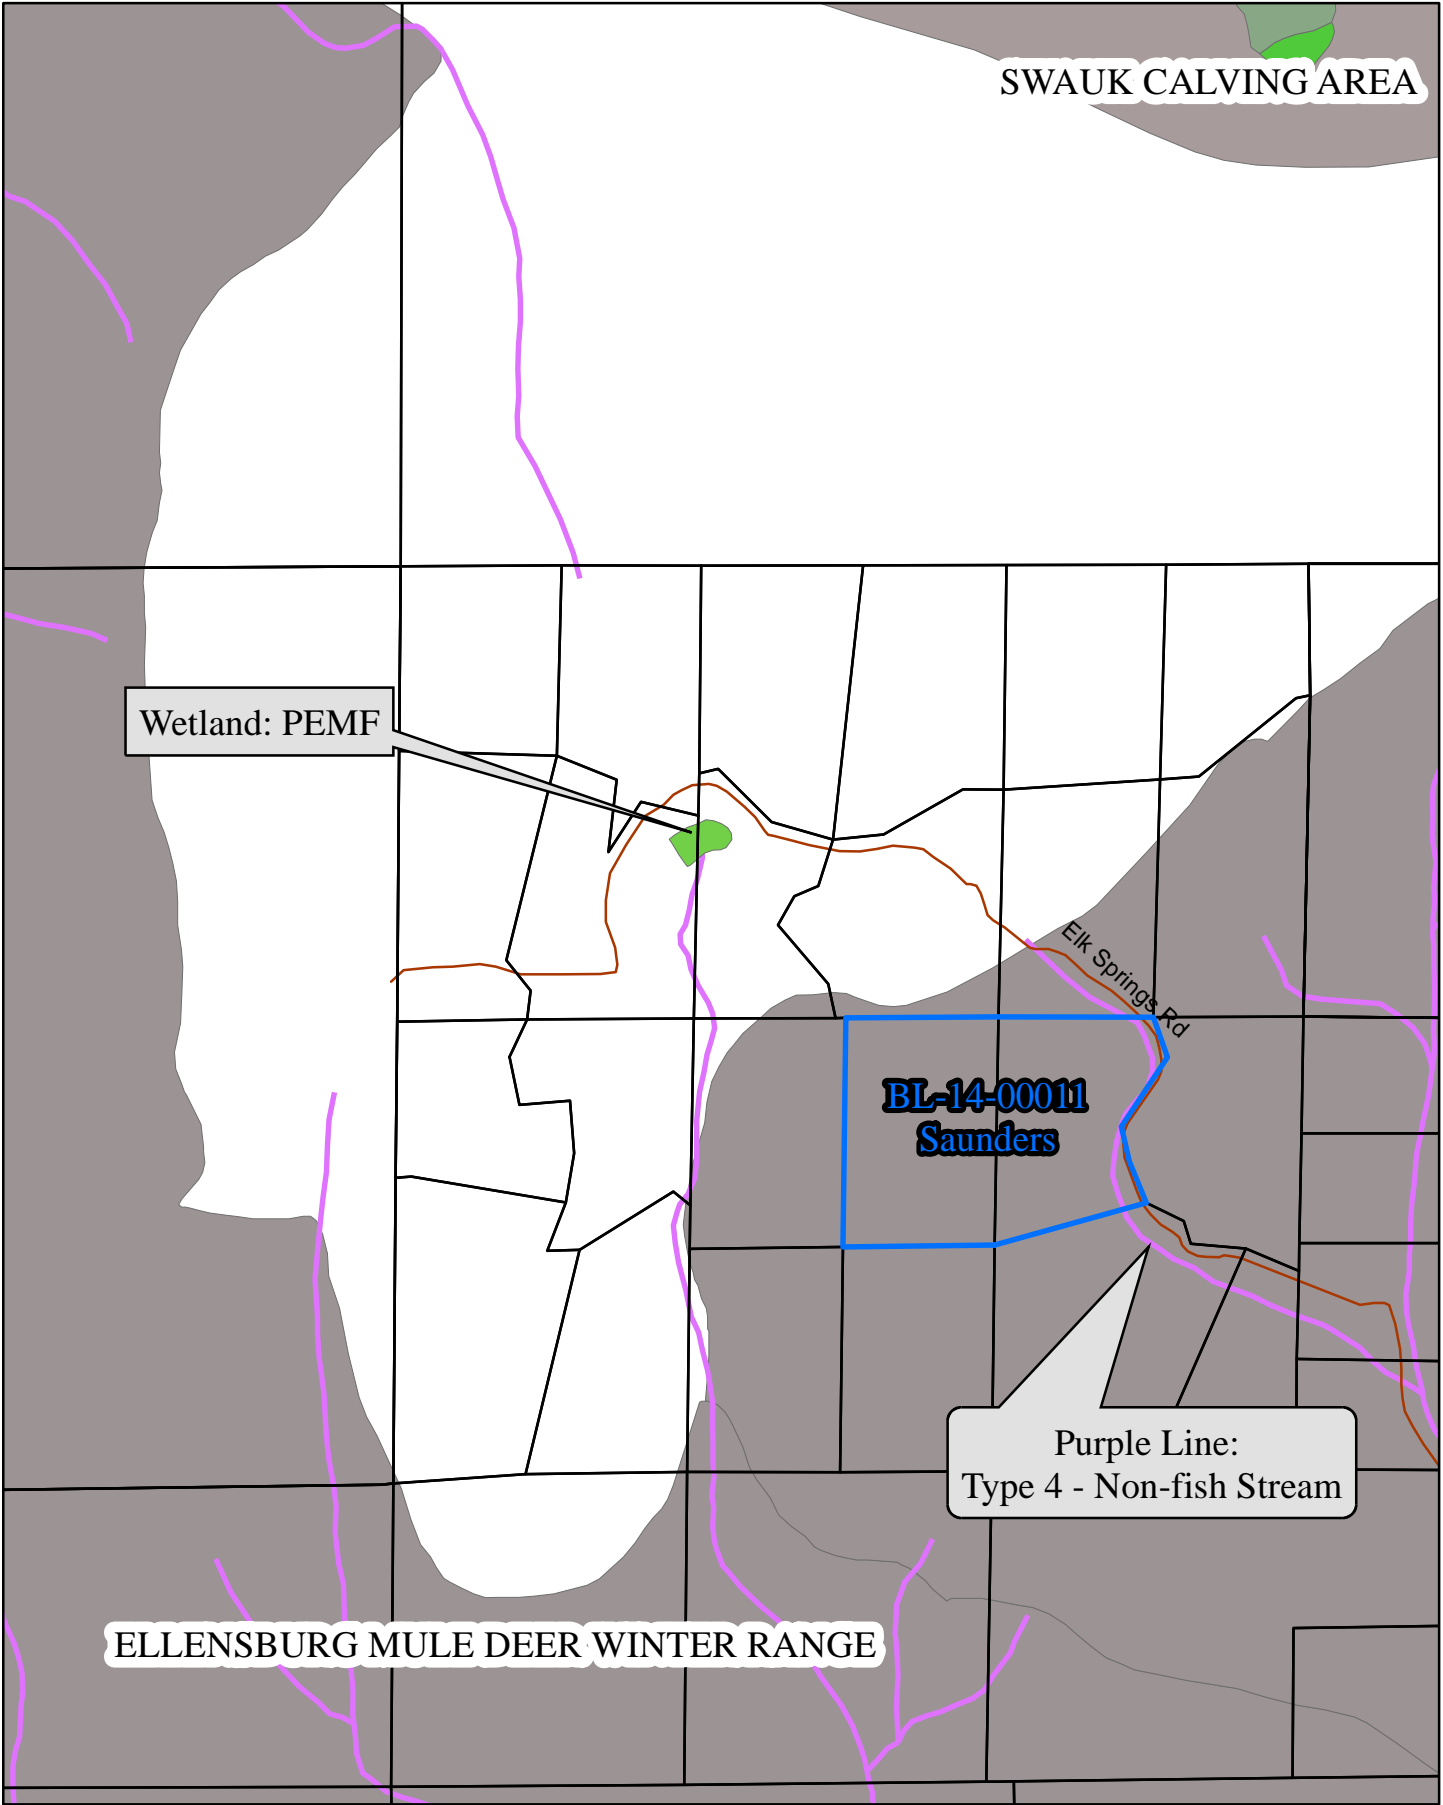 SWAUK CALVING AREA
Wetland: PEMF
Elk Springs Rd
BL-14-00011
Saunders
Purple Line:
Type 4 - Non-fish Stream
ELLENSBURG MULE DEER WINTER RANGE